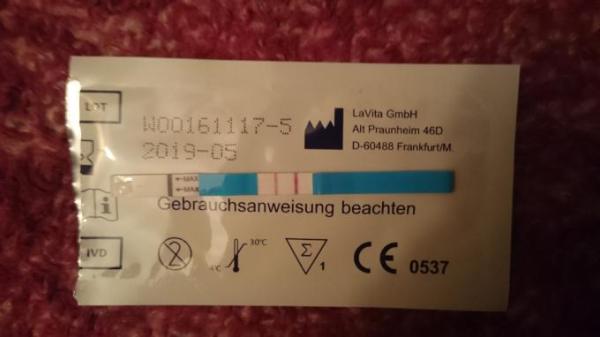 LOT
W00161117-5
2019-05
LaVita GmbH
Alt Praunheim 46D
D-60488 Frankfurt/M.
←MAX
←MAX
Gebrauchsanweisung beachten
IVD
2
4°C
30°C
Σ
1
CE 0537